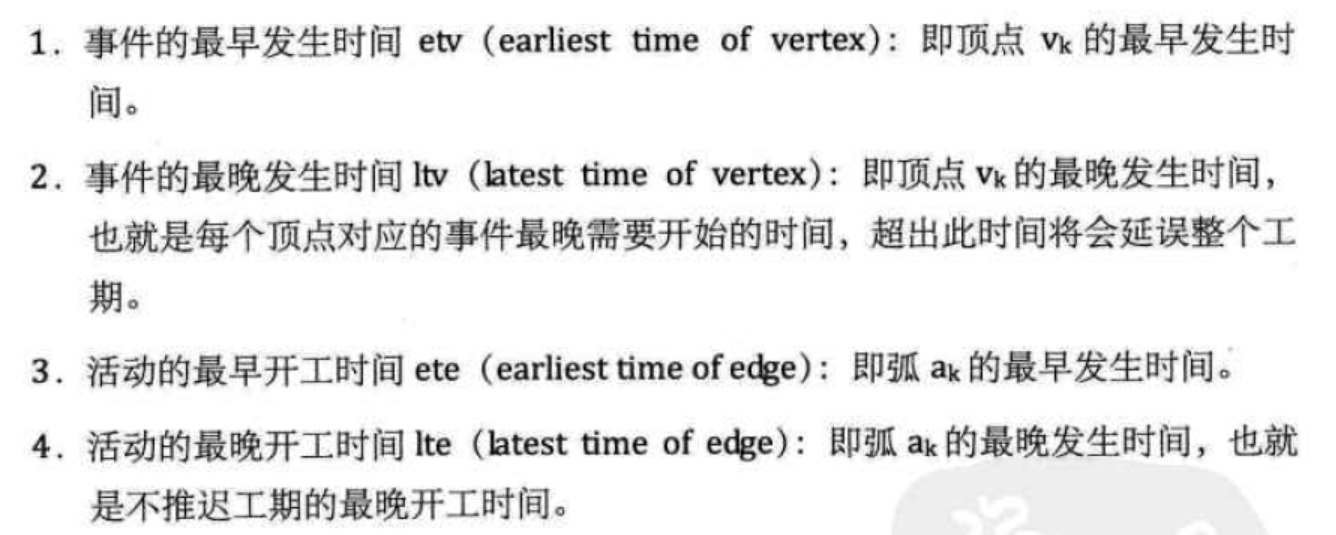 1. 事件的最早发生时间 etv（earliest time of vertex）：即顶点 vk 的最早发生时
间。
2. 事件的最晚发生时间 ltv（latest time of vertex）：即顶点 vk 的最晚发生时间，
也就是每个顶点对应的事件最晚需要开始的时间，超出此时间将会延误整个工
期。
3. 活动的最早开工时间 ete（earliest time of edge）：即弧 ak 的最早发生时间。
4. 活动的最晚开工时间 lte（latest time of edge）：即弧 ak 的最晚发生时间，也就
是不推迟工期的最晚开工时间。